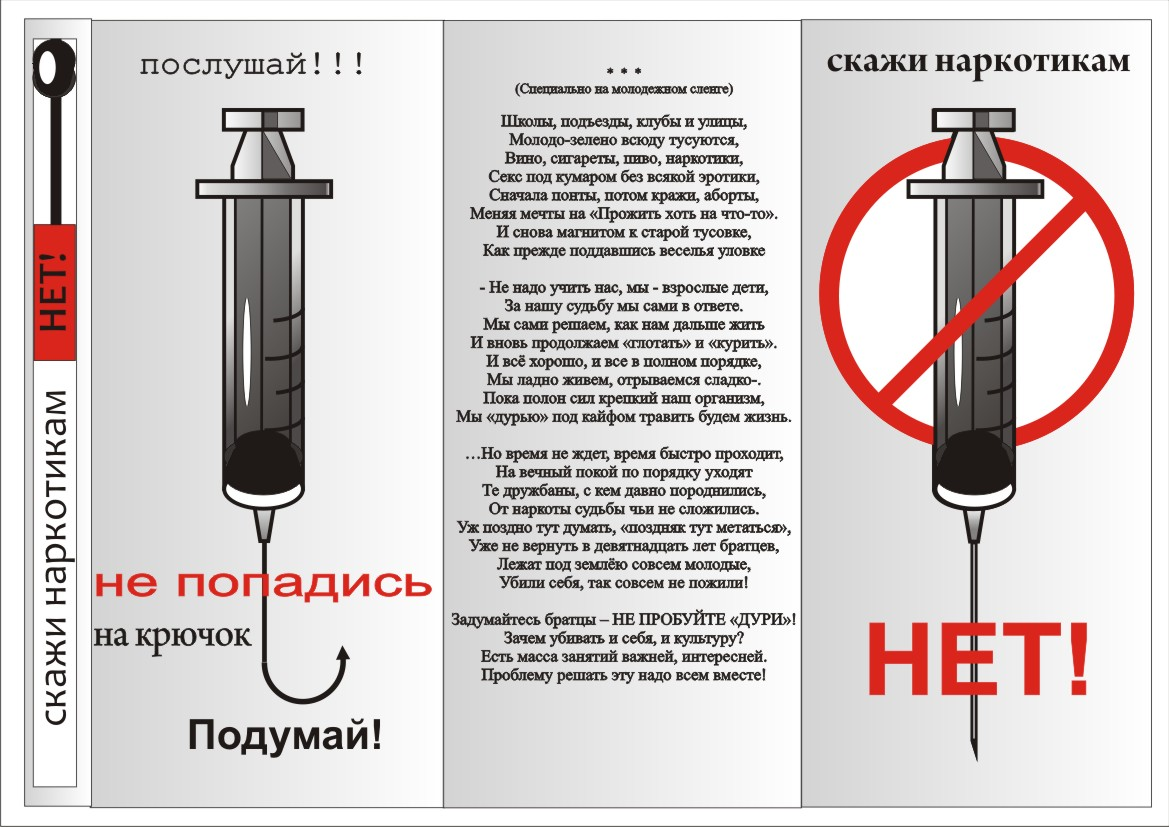 скажи наркотикам
НЕТ!
послушай!!!
не попадись
на крючок
Подумай!
* * *
(Специально на молодежном сленге)
Школы, подъезды, клубы и улицы,
Молодо-зелено всюду тусуются,
Вино, сигареты, пиво, наркотики,
Секс под кумаром без всякой эротики,
Сначала понты, потом кражи, аборты,
Меняя мечты на «Прожить хоть на что-то».
И снова магнитом к старой тусовке,
Как прежде поддавшись веселья уловке
- Не надо учить нас, мы - взрослые дети,
За нашу судьбу мы сами в ответе.
Мы сами решаем, как нам дальше жить
И вновь продолжаем «глотать» и «курить».
И всё хорошо, и все в полном порядке,
Мы ладно живем, отрываемся сладко-.
Пока полон сил крепкий наш организм,
Мы «дурью» под кайфом травить будем жизнь.
…Но время не ждет, время быстро проходит,
На вечный покой по порядку уходят
Те дружбаны, с кем давно породнились,
От наркоты судьбы чьи не сложились.
Уж поздно тут думать, «поздняк тут метаться»,
Уже не вернуть в девятнадцать лет братцев,
Лежат под землёю совсем молодые,
Убили себя, так совсем не пожили!
Задумайтесь братцы – НЕ ПРОБУЙТЕ «ДУРИ»!
Зачем убивать и себя, и культуру?
Есть масса занятий важней, интересней.
Проблему решать эту надо всем вместе!
скажи наркотикам
НЕТ!